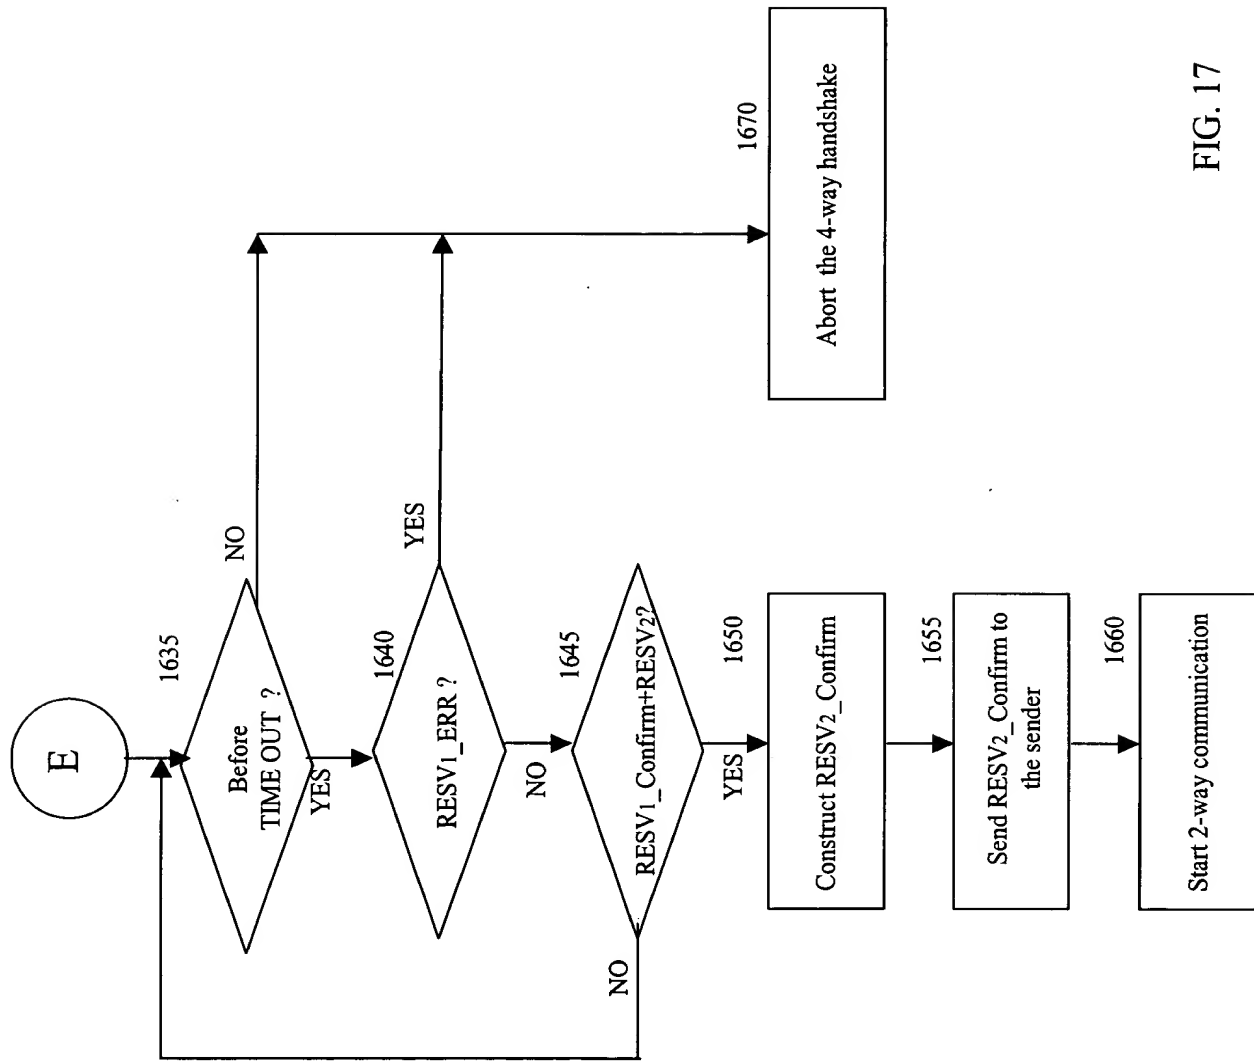 E
1635
Before
TIME OUT ?
NO
YES
1640
RESV1_ERR ?
YES
NO
1645
RESV1_Confirm+RESV2?
NO
YES
1650
Construct RESV2_Confirm
1655
Send RESV2_Confirm to
the sender
1660
Start 2-way communication
1670
Abort the 4-way handshake
FIG. 17